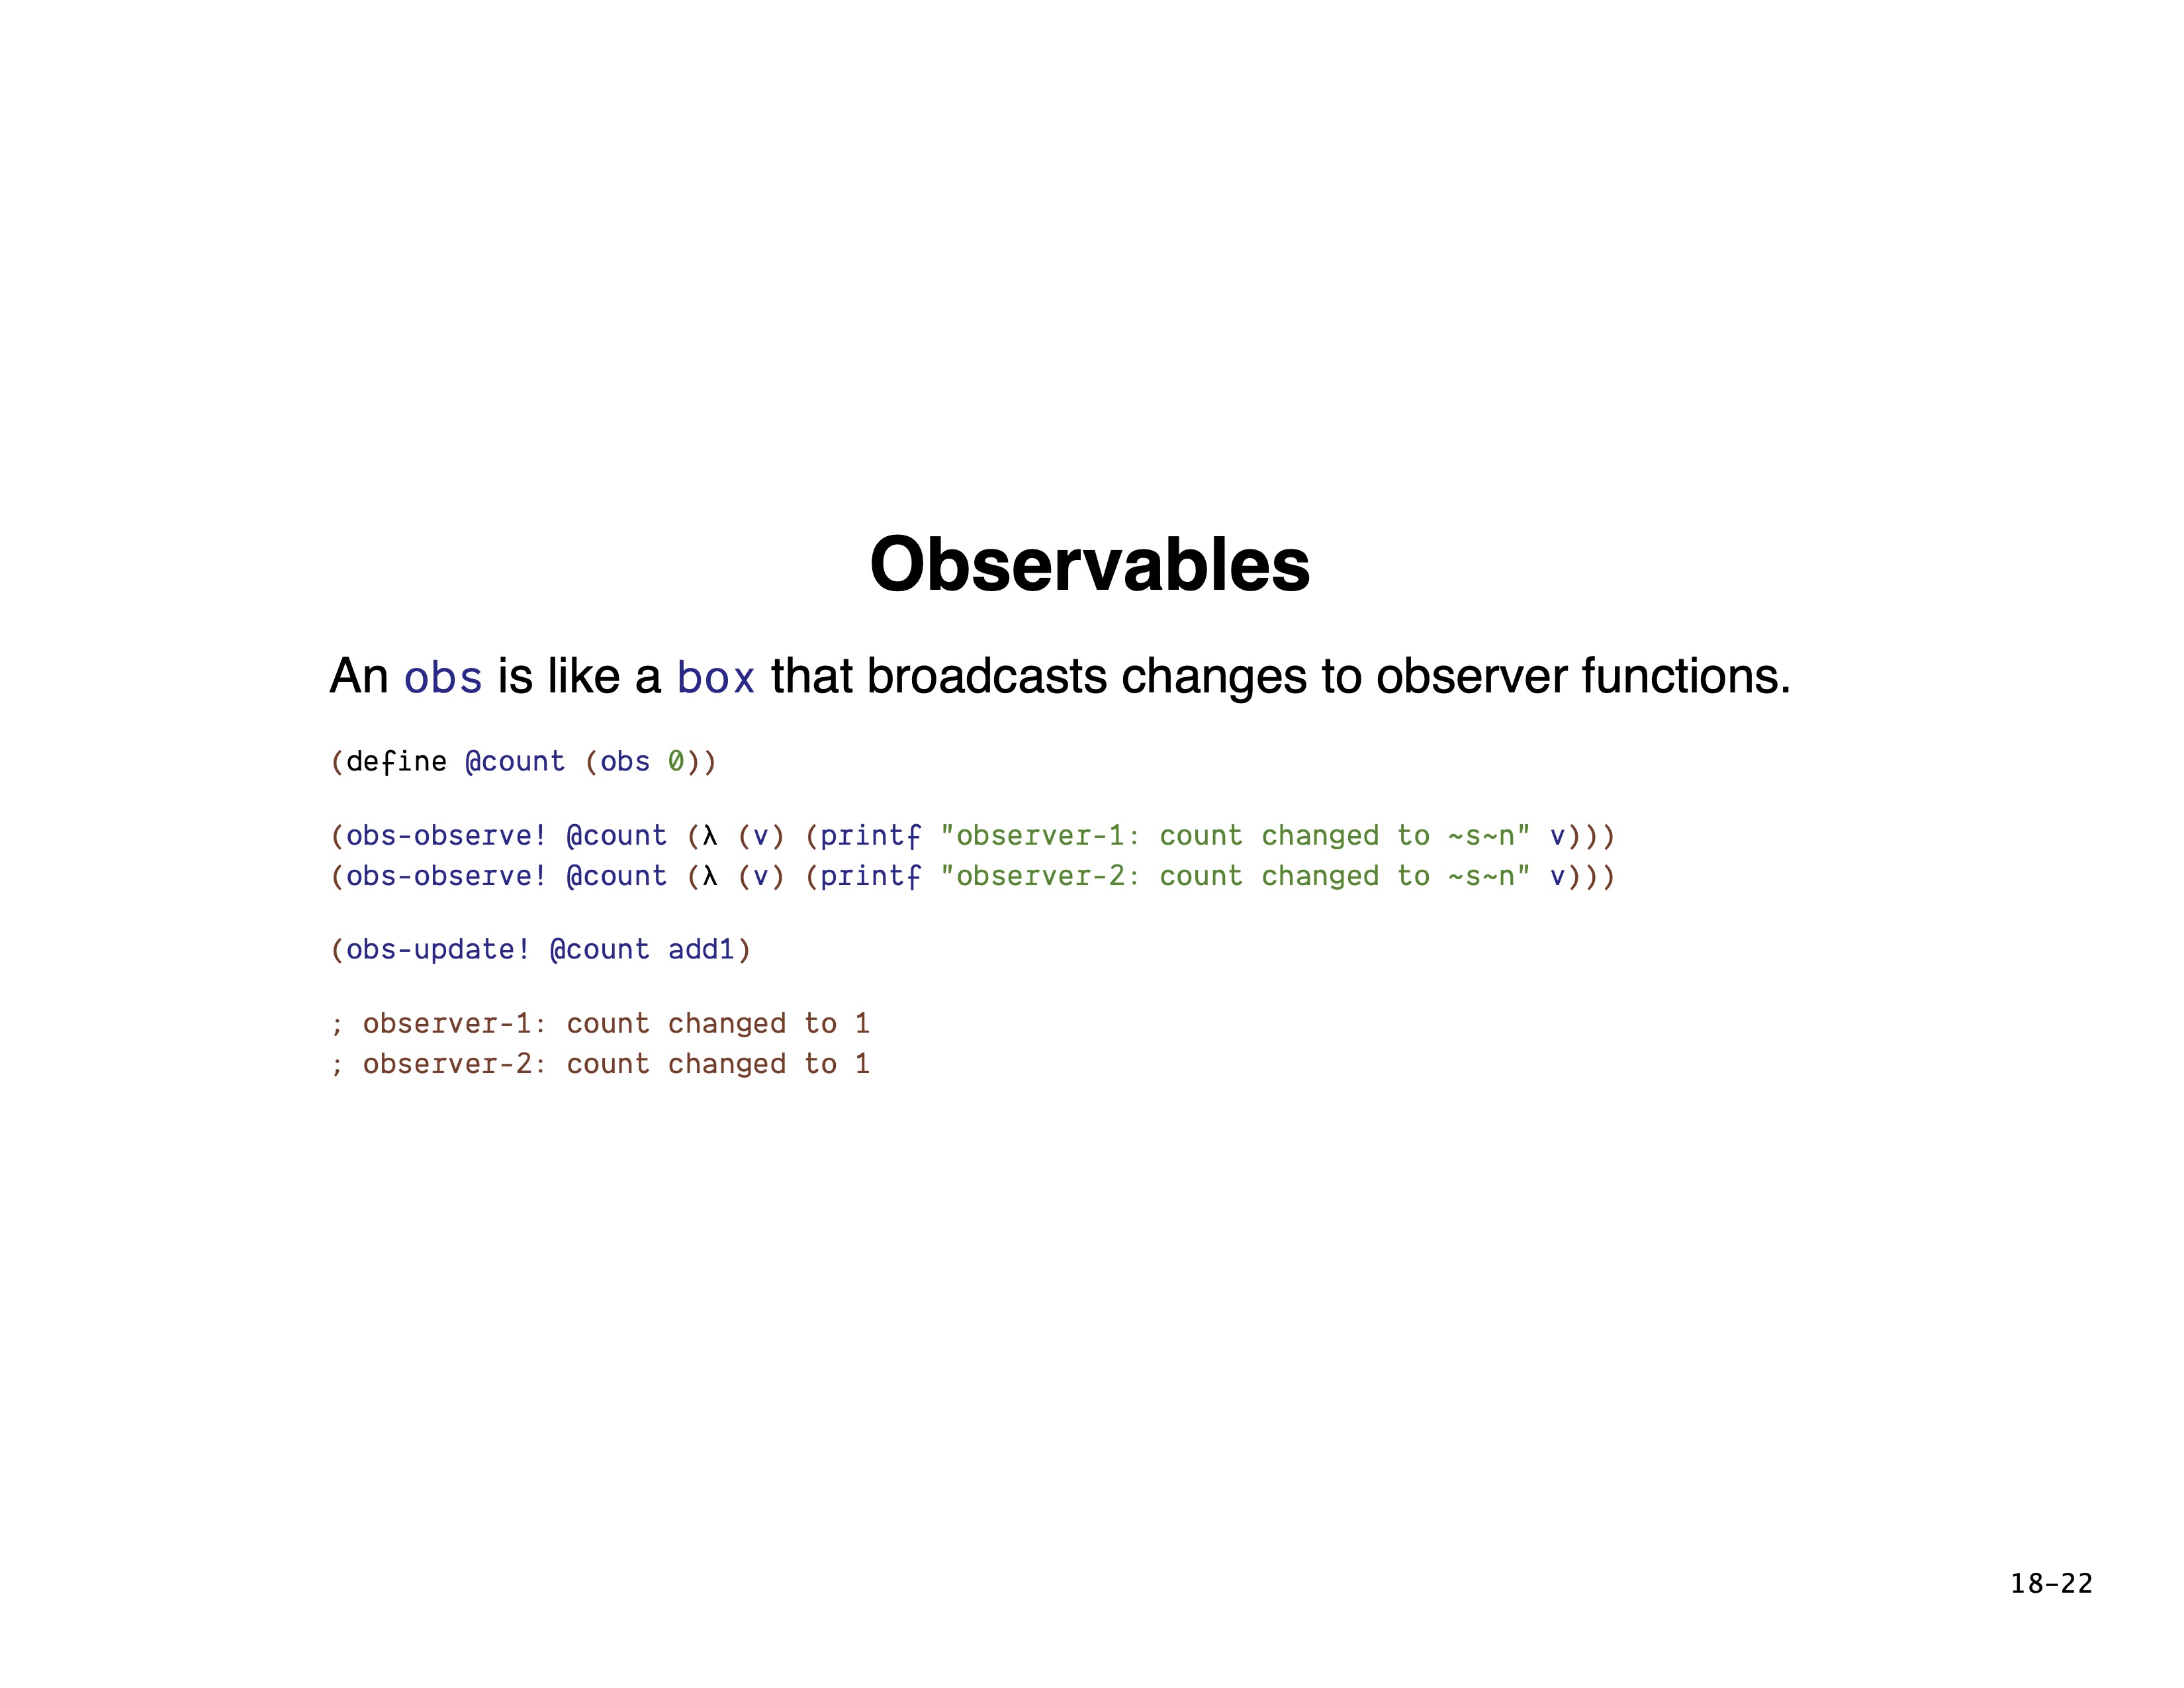 Observables
An obs is like a box that broadcasts changes to observer functions.
(define @count (obs 0))
(obs-observe! @count (λ (v) (printf "observer-1: count changed to ~s~n" v)))
(obs-observe! @count (λ (v) (printf "observer-2: count changed to ~s~n" v)))
(obs-update! @count add1)
; observer-1: count changed to 1
; observer-2: count changed to 1
18-22